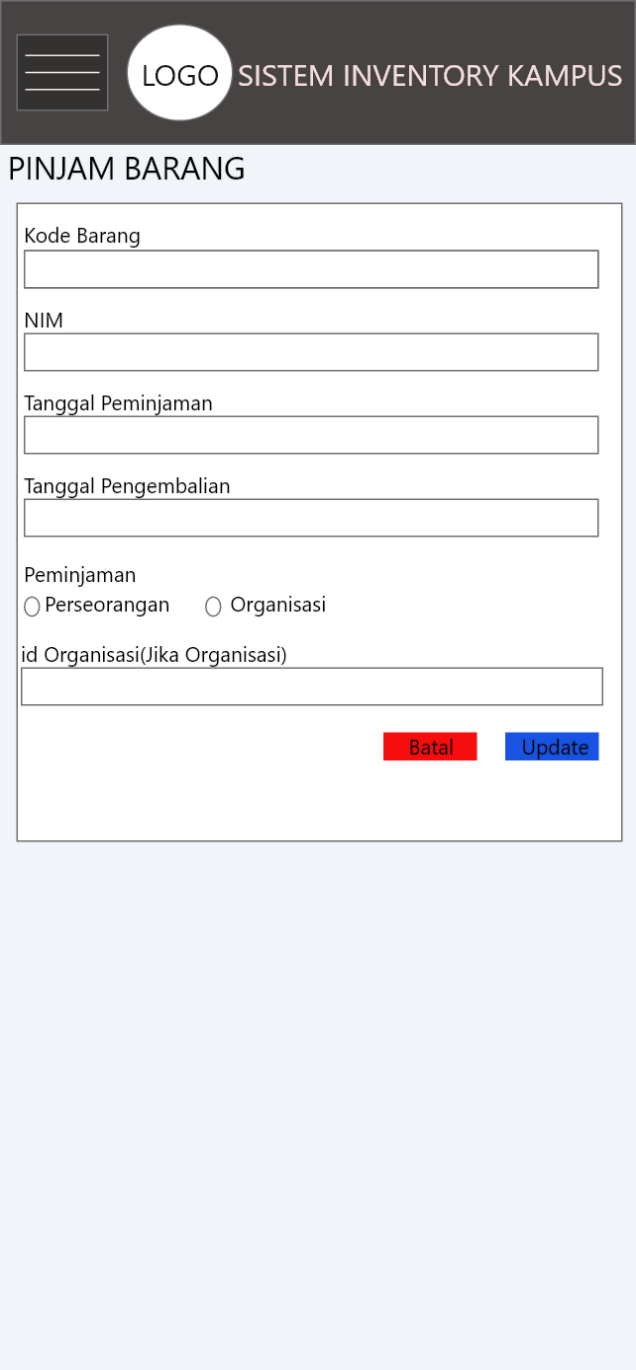 LOGO SISTEM INVENTORY KAMPUS
PINJAM BARANG
Kode Barang
NIM
Tanggal Peminjaman
Tanggal Pengembalian
Peminjaman
Perseorangan Organisasi
id Organisasi(Jika Organisasi)
Batal Update